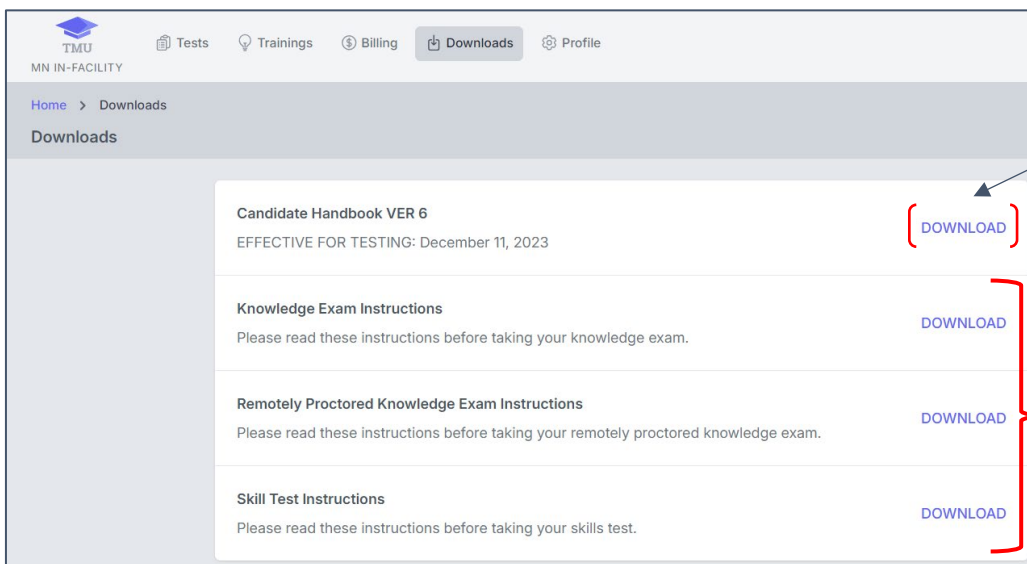 TMU
MN IN-FACILITY
Tests
Trainings
Billing
Downloads
Profile
Home > Downloads
Downloads
Candidate Handbook VER 6
EFFECTIVE FOR TESTING: December 11, 2023
DOWNLOAD
Knowledge Exam Instructions
Please read these instructions before taking your knowledge exam.
DOWNLOAD
Remotely Proctored Knowledge Exam Instructions
Please read these instructions before taking your remotely proctored knowledge exam.
DOWNLOAD
Skill Test Instructions
Please read these instructions before taking your skills test.
DOWNLOAD